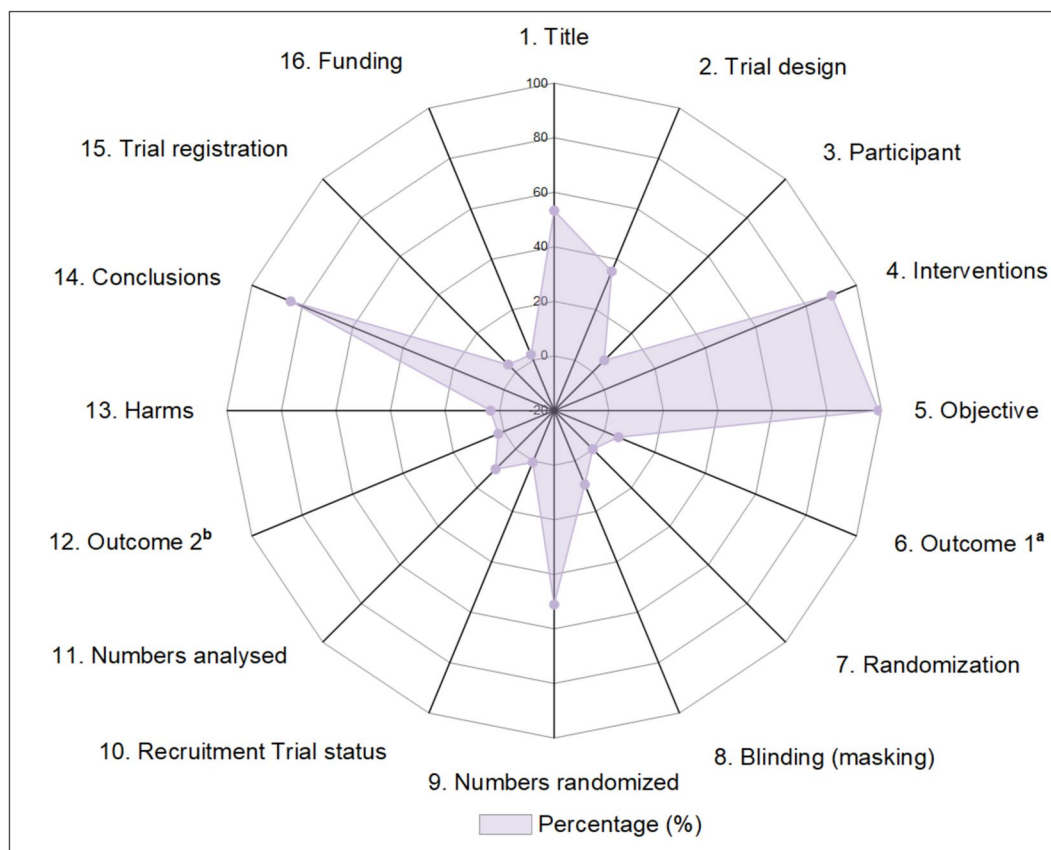 1. Title
2. Trial design
3. Participant
4. Interventions
5. Objective
6. Outcome 1ᵃ
7. Randomization
8. Blinding (masking)
9. Numbers randomized
10. Recruitment Trial status
11. Numbers analysed
12. Outcome 2ᵇ
13. Harms
14. Conclusions
15. Trial registration
16. Funding
100
80
60
40
20
0
-20
Percentage (%)